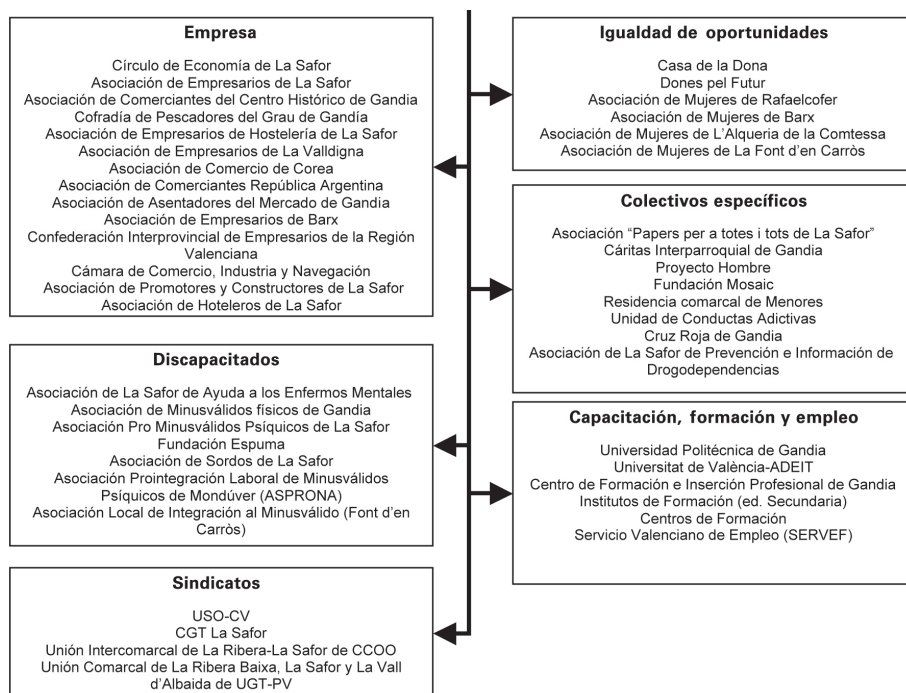 Empresa
Círculo de Economía de La Safor
Asociación de Empresarios de La Safor
Asociación de Comerciantes del Centro Histórico de Gandia
Cofradía de Pescadores del Grau de Gandía
Asociación de Empresarios de Hostelería de La Safor
Asociación de Empresarios de La Valldigna
Asociación de Comercio de Corea
Asociación de Comerciantes República Argentina
Asociación de Asentadores del Mercado de Gandia
Asociación de Empresarios de Barx
Confederación Interprovincial de Empresarios de la Región
Valenciana
Cámara de Comercio, Industria y Navegación
Asociación de Promotores y Constructores de La Safor
Asociación de Hoteleros de La Safor
Discapacitados
Asociación de La Safor de Ayuda a los Enfermos Mentales
Asociación de Minusválidos físicos de Gandia
Asociación Pro Minusválidos Psíquicos de La Safor
Fundación Espuma
Asociación de Sordos de La Safor
Asociación Prointegración Laboral de Minusválidos
Psíquicos de Mondúver (ASPRONA)
Asociación Local de Integración al Minusválido (Font d’en
Carròs)
Sindicatos
USO-CV
CGT La Safor
Unión Intercomarcal de La Ribera-La Safor de CCOO
Unión Comarcal de La Ribera Baixa, La Safor y La Vall
d’Albaida de UGT-PV
Igualdad de oportunidades
Casa de la Dona
Dones pel Futur
Asociación de Mujeres de Rafaelcofer
Asociación de Mujeres de Barx
Asociación de Mujeres de L’Alqueria de la Comtessa
Asociación de Mujeres de La Font d’en Carròs
Colectivos específicos
Asociación “Papers per a totes i tots de La Safor”
Cáritas Interparroquial de Gandia
Proyecto Hombre
Fundación Mosaic
Residencia comarcal de Menores
Unidad de Conductas Adictivas
Cruz Roja de Gandia
Asociación de La Safor de Prevención e Información de
Drogodependencias
Capacitación, formación y empleo
Universidad Politécnica de Gandia
Universitat de València-ADEIT
Centro de Formación e Inserción Profesional de Gandia
Institutos de Formación (ed. Secundaria)
Centros de Formación
Servicio Valenciano de Empleo (SERVEF)